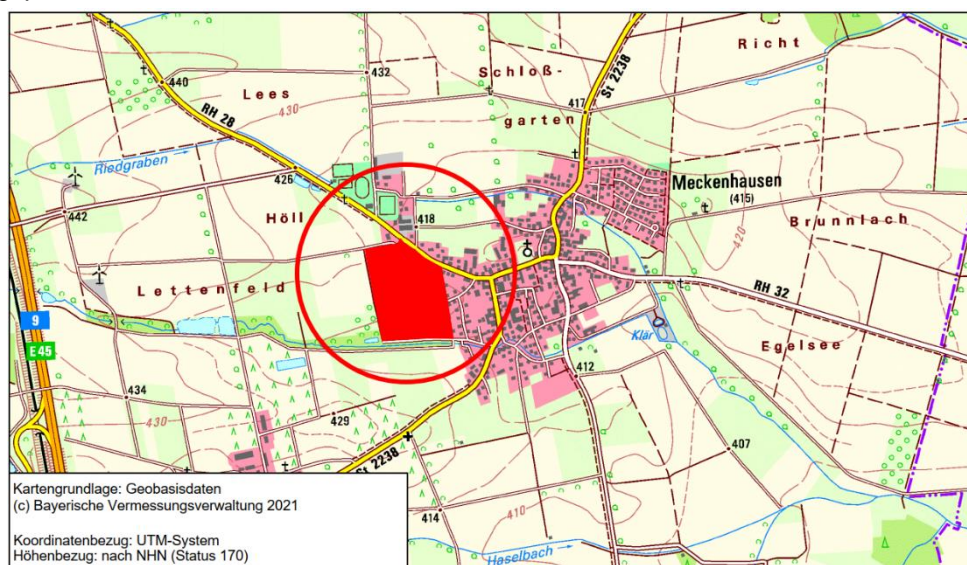 Richt
432
Schloß-
440
Lees
430
417
St 2238
garten
RH 28
Riedgraben
426
Meckenhausen
(415)
442
Höll
418
Brunnlach
420
Lettenfeld
RH 32
9
Klär
Egelsee
E45
412
434
430
429
407
St 2238
414
410
Haselbach
Kartengrundlage: Geobasisdaten
(c) Bayerische Vermessungsverwaltung 2021
Koordinatenbezug: UTM-System
Höhenbezug: nach NHN (Status 170)